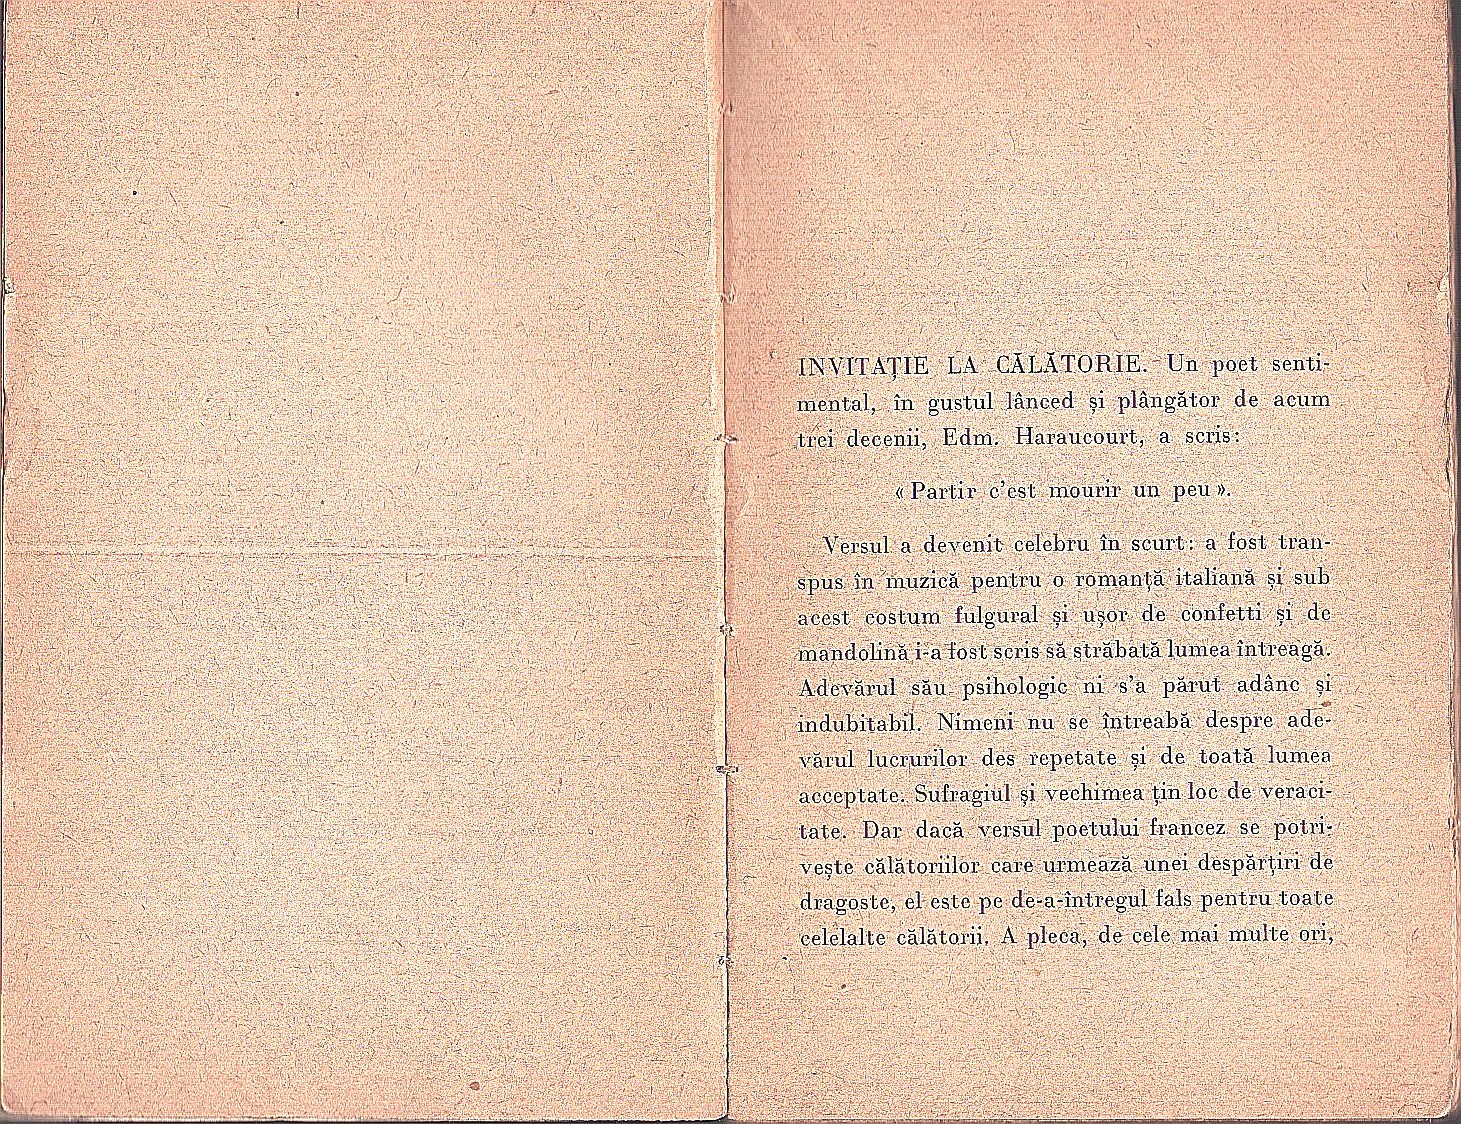 INVITAȚIE LA CĂLĂTORIE. Un poet senti-
mental, în gustul lânced și plângător de acum
trei decenii, Edm. Haraucourt, a scris:
« Partir c'est mourir un peu ».
Versul a devenit celebru în scurt: a fost tran-
spus în muzică pentru o romanță italiană și sub
acest costum fulgural și ușor de confetti și de
mandolină i-a fost scris să străbată lumea întreagă.
Adevărul său psihologic ni s'a părut adânc și
indubitabil. Nimeni nu se întreabă despre ade-
vărul lucrurilor des repetate și de toată lumea
acceptate. Sufragiul și vechimea țin loc de veraci-
tate. Dar dacă versul poetului francez se potri-
vește călătoriilor care urmează unei despărțiri de
dragoste, el este pe de-a-întregul fals pentru toate
celelalte călătorii. A pleca, de cele mai multe ori,